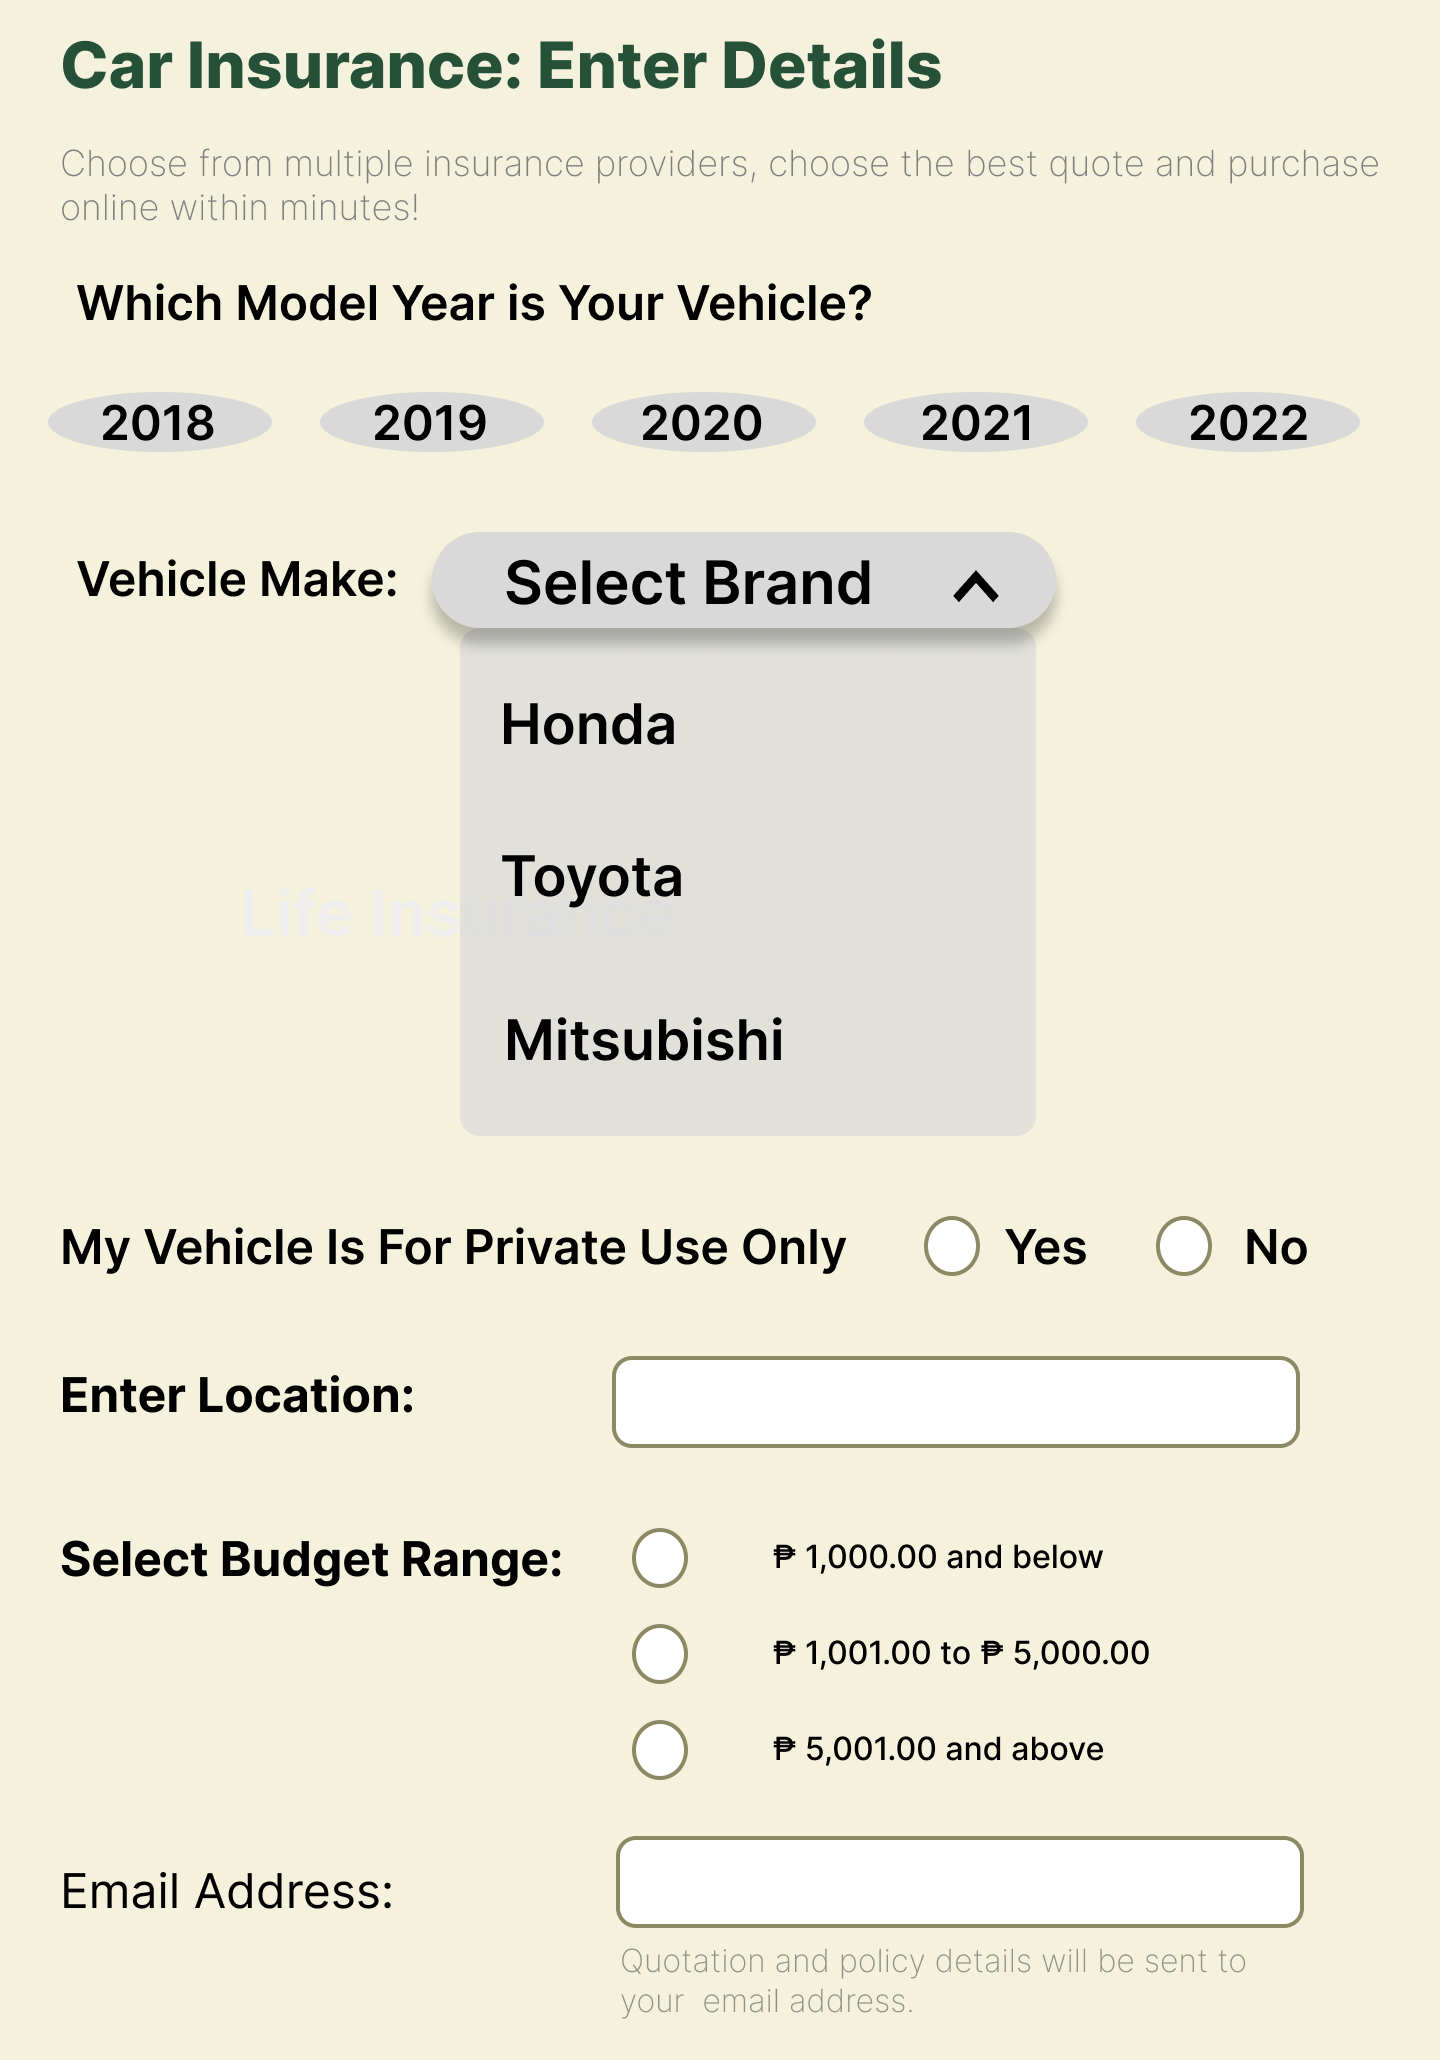 Car Insurance: Enter Details
Choose from multiple insurance providers, choose the best quote and purchase
online within minutes!
Which Model Year is Your Vehicle?
2018 2019 2020 2021 2022
Vehicle Make: Select Brand
Honda
Toyota
Life Insurance
Mitsubishi
My Vehicle Is For Private Use Only Yes No
Enter Location:
Select Budget Range: ₱ 1,000.00 and below
₱ 1,001.00 to ₱ 5,000.00
₱ 5,001.00 and above
Email Address:
Quotation and policy details will be sent to
your  email address.